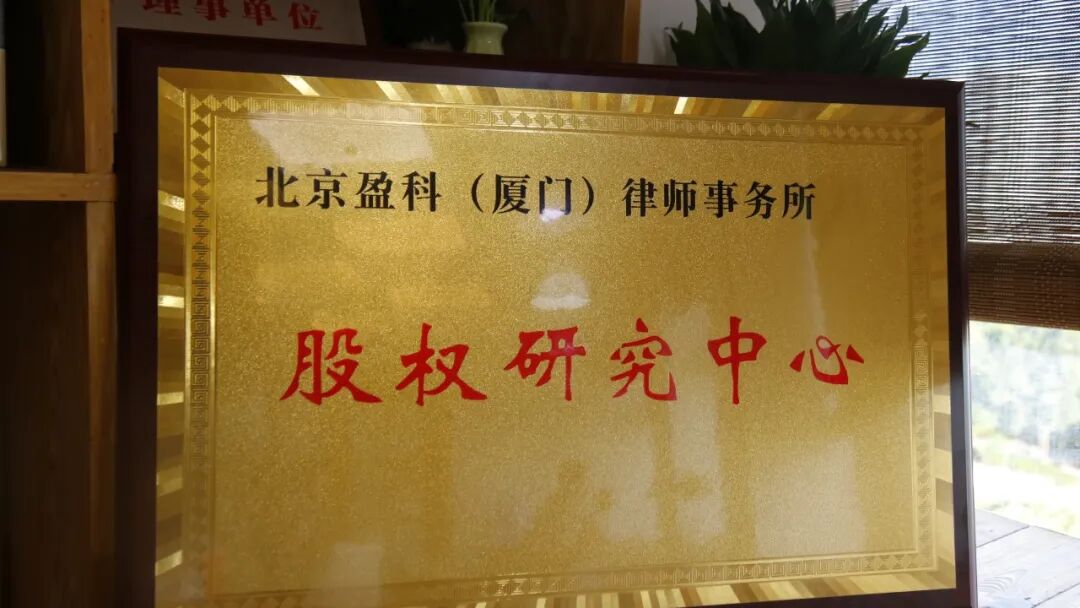 理事单位
北京盈科（厦门）律师事务所
股权研究中心